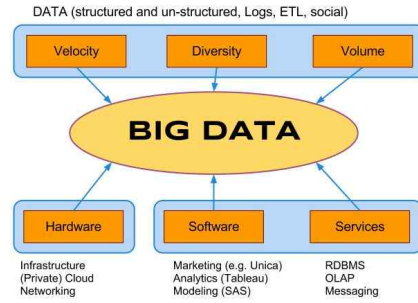 DATA (structured and un-structured, Logs, ETL, social)
Velocity
Diversity
Volume
BIG DATA
Hardware
Software
Services
Infrastructure
(Private) Cloud
Networking
Marketing (e.g. Unica)
Analytics (Tableau)
Modeling (SAS)
RDBMS
OLAP
Messaging